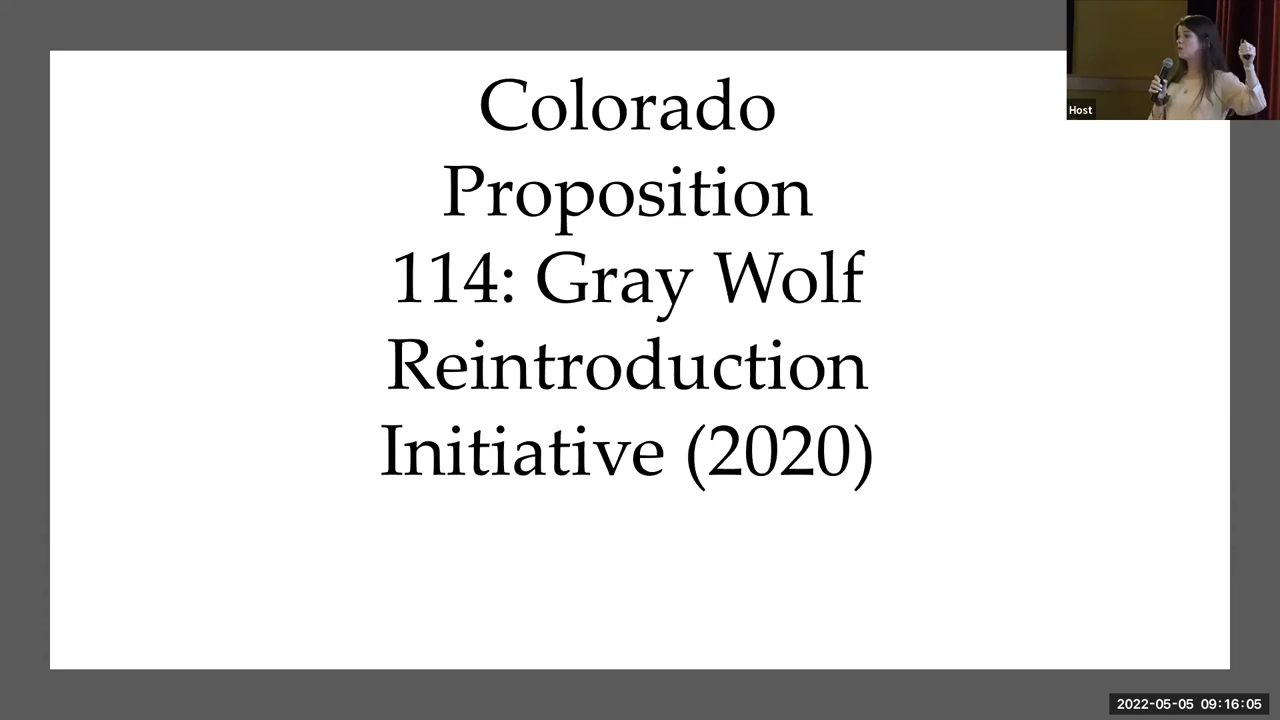 Colorado
Proposition
114: Gray Wolf
Reintroduction
Initiative (2020)
Host
2022-05-05 09:16:05